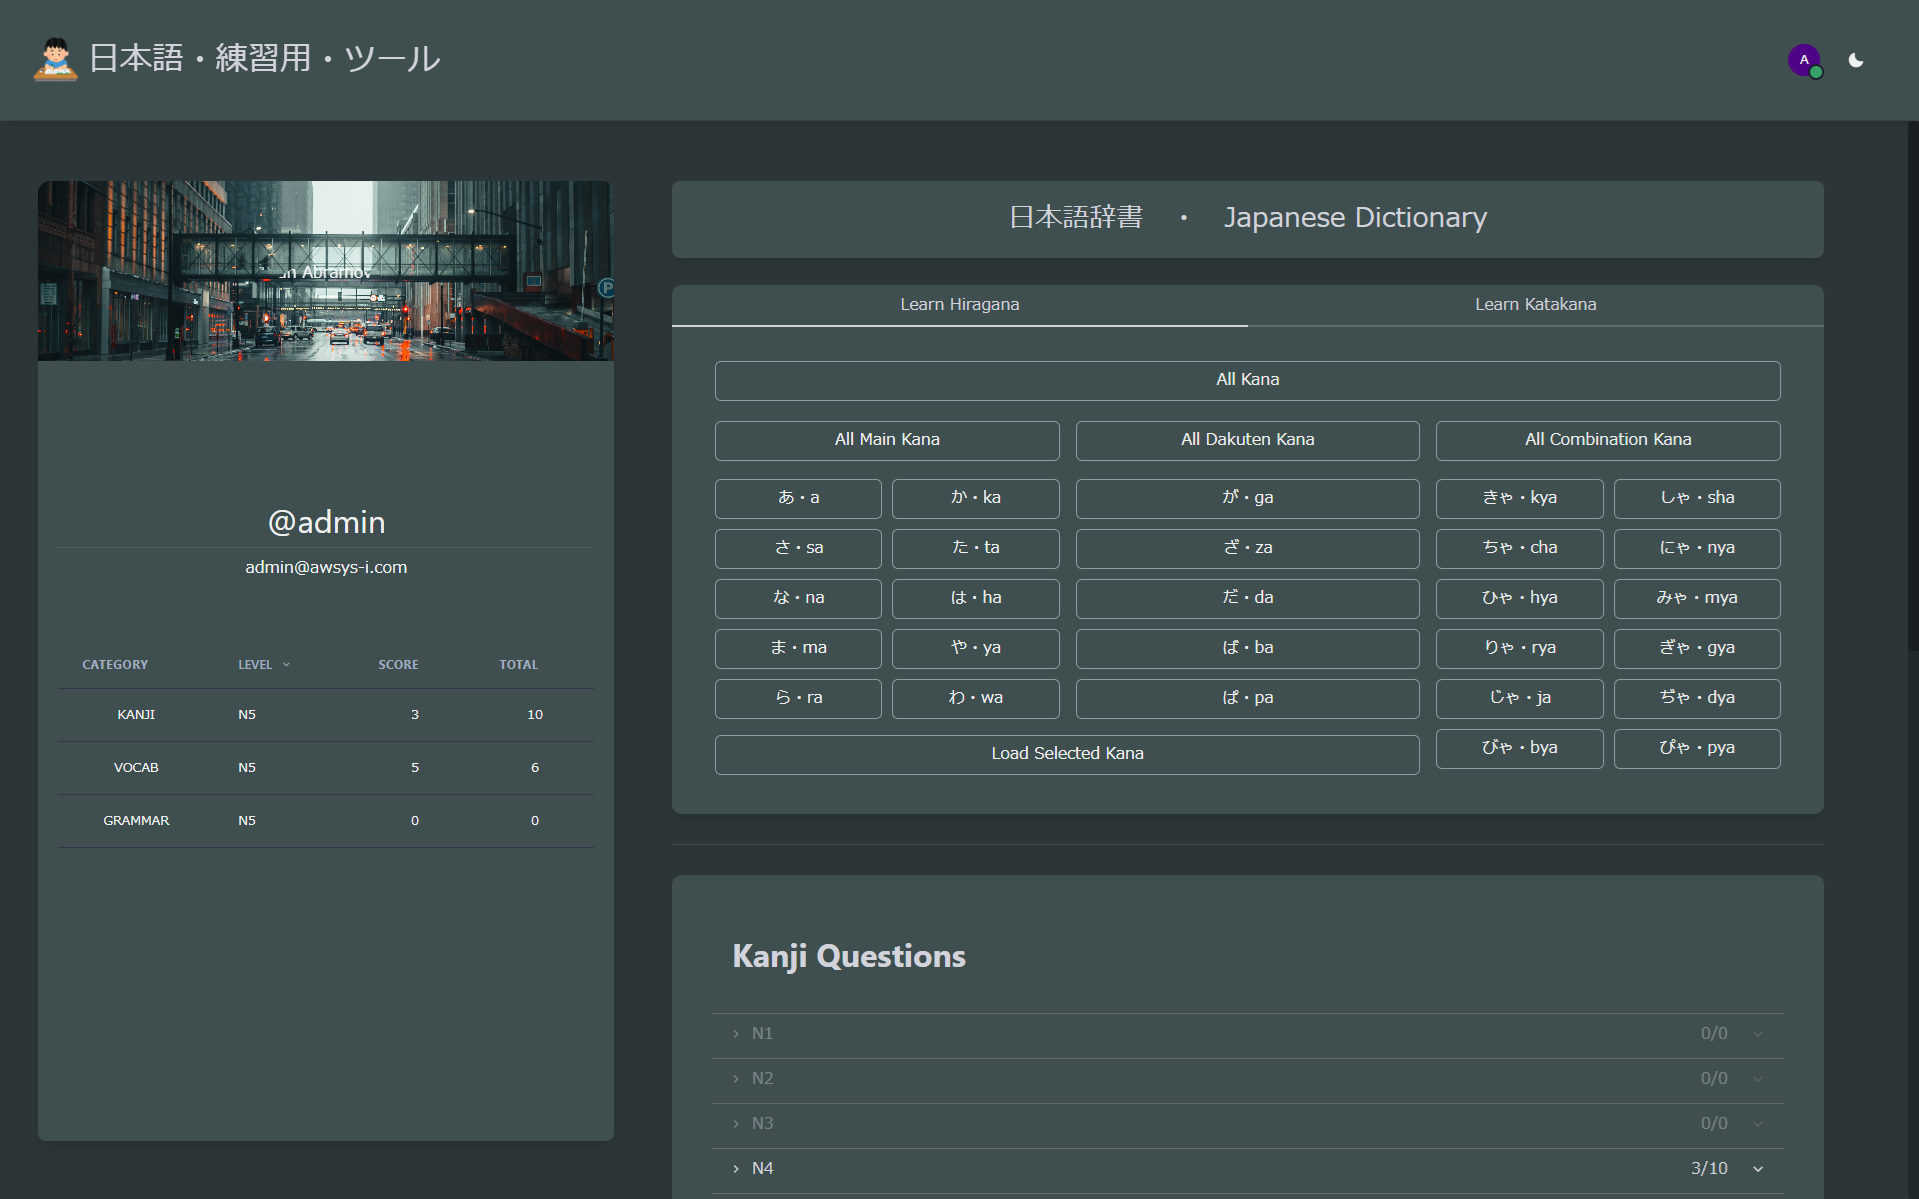 日本語・練習用・ツール
A
an Abramov
P
@admin
admin@awsys-i.com
CATEGORY LEVEL SCORE TOTAL
KANJI N5 3 10
VOCAB N5 5 6
GRAMMAR N5 0 0
日本語辞書 ・ Japanese Dictionary
Learn Hiragana Learn Katakana
All Kana
All Main Kana All Dakuten Kana All Combination Kana
あ・a か・ka が・ga きゃ・kya しゃ・sha
さ・sa た・ta ざ・za ちゃ・cha にゃ・nya
な・na は・ha だ・da ひゃ・hya みゃ・mya
ま・ma や・ya ば・ba りゃ・rya ぎゃ・gya
ら・ra わ・wa ぱ・pa じゃ・ja ぢゃ・dya
Load Selected Kana びゃ・bya ぴゃ・pya
Kanji Questions
N1 0/0
N2 0/0
N3 0/0
N4 3/10